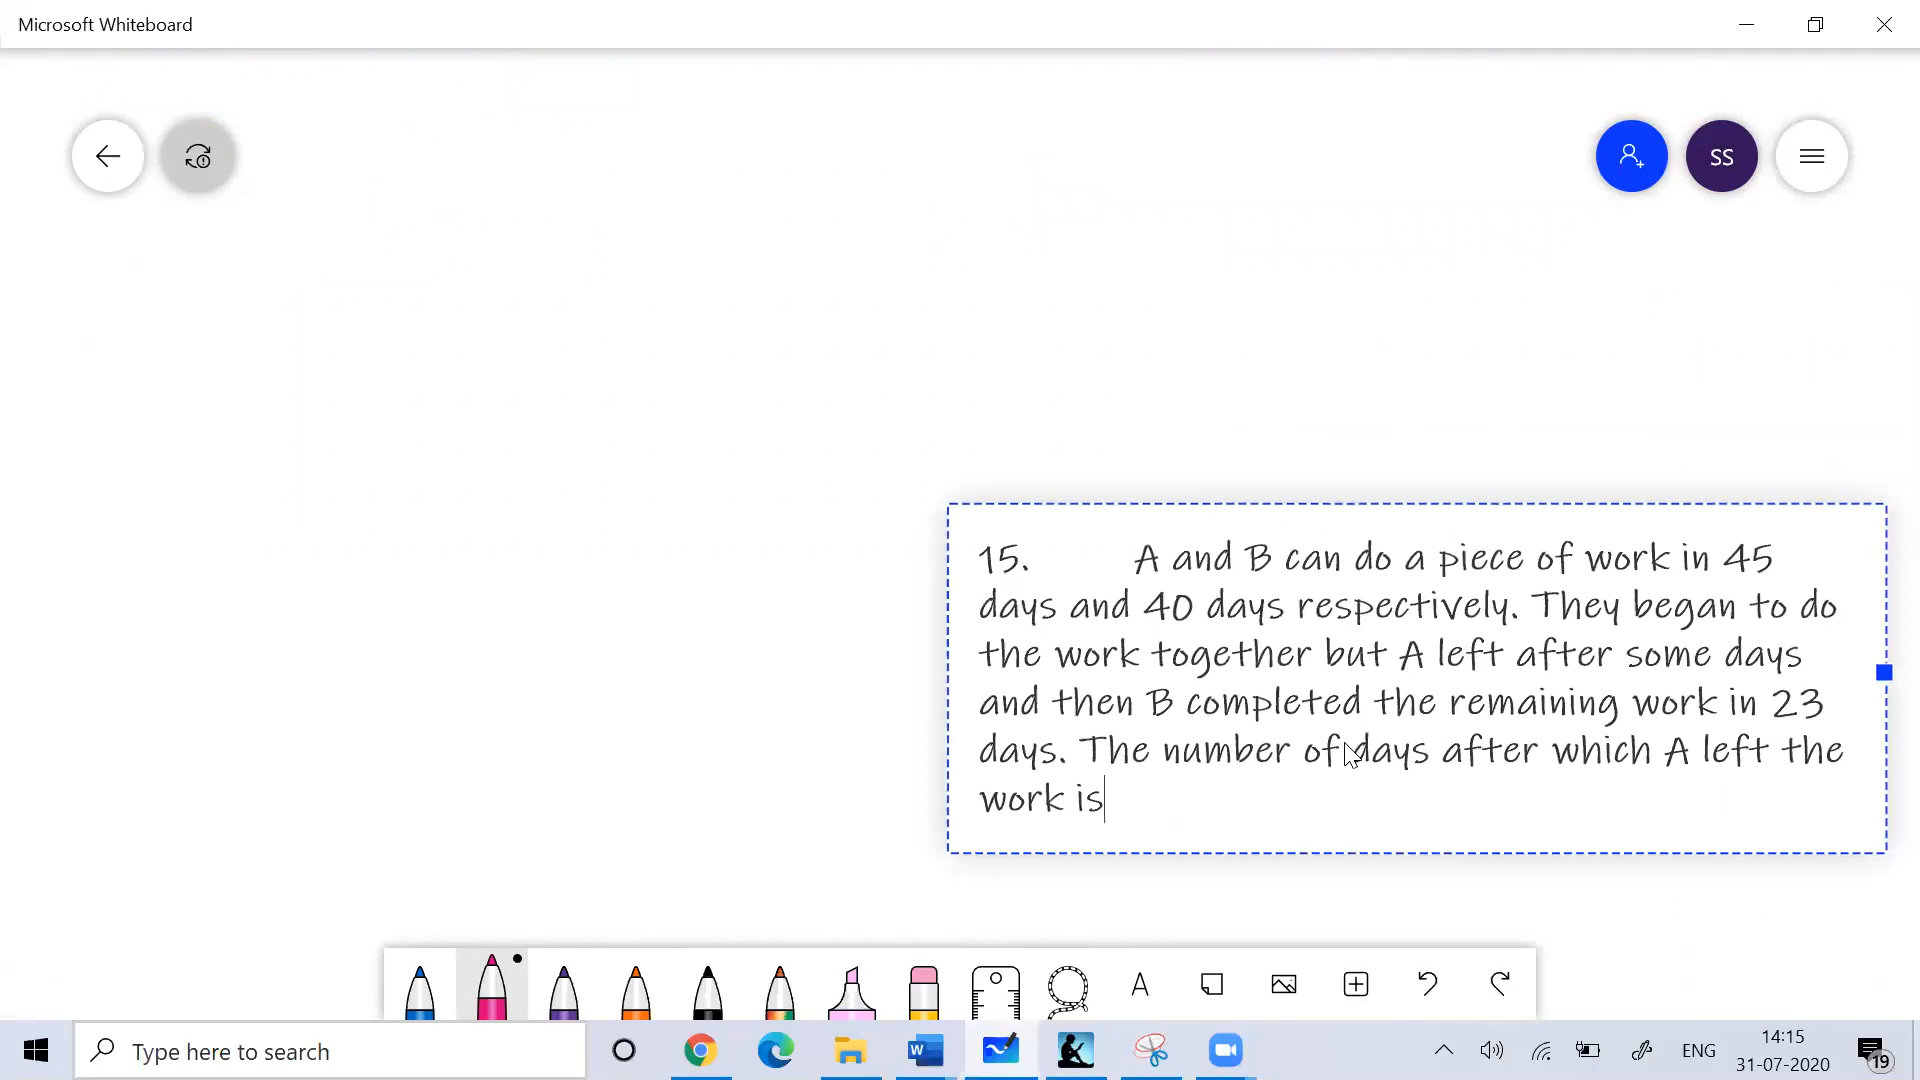 Microsoft Whiteboard
SS
15. A and B can do a piece of work in 45
days and 40 days respectively. They began to do
the work together but A left after some days
and then B completed the remaining work in 23
days. The number of days after which A left the
work is
A
Type here to search
W
ENG
14:15
31-07-2020
19